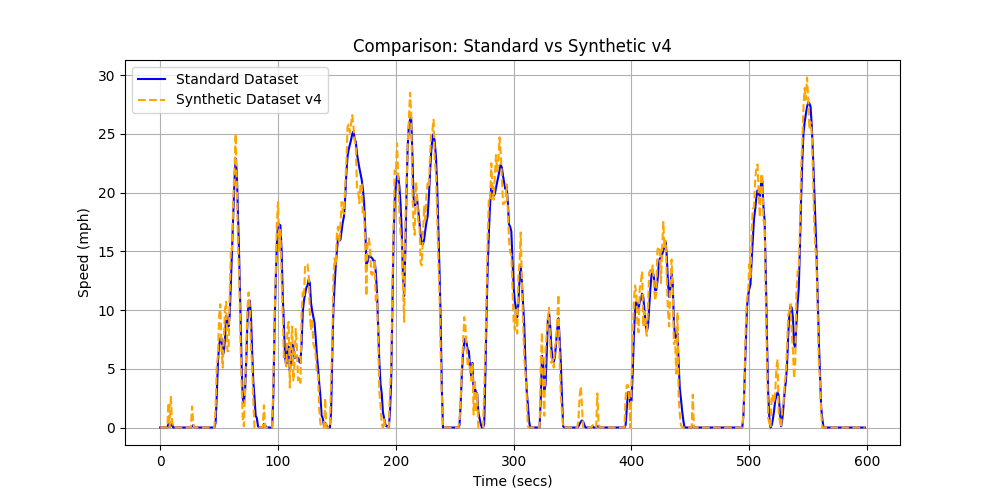 Comparison: Standard vs Synthetic v4
Standard Dataset
Synthetic Dataset v4
30
25
20
15
10
5
0
Speed (mph)
0 100 200 300 400 500 600
Time (secs)